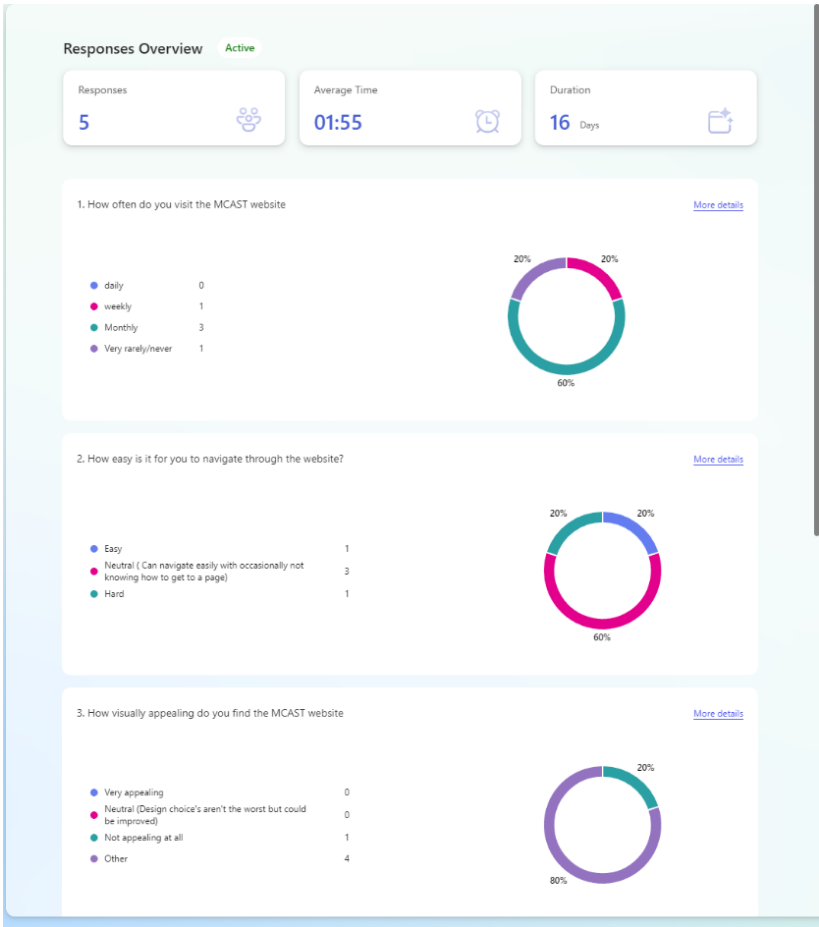 Responses Overview Active
Responses
5
Average Time
01:55
Duration
16 Days
1. How often do you visit the MCAST website
More details
daily 0
weekly 1
Monthly 3
Very rarely/never 1
20% 20%
60%
2. How easy is it for you to navigate through the website?
More details
Easy 1
Neutral ( Can navigate easily with occasionally not
knowing how to get to a page) 3
Hard 1
20% 20%
60%
3. How visually appealing do you find the MCAST website
More details
Very appealing 0
Neutral (Design choice's aren't the worst but could
be improved) 0
Not appealing at all 1
Other 4
20%
80%